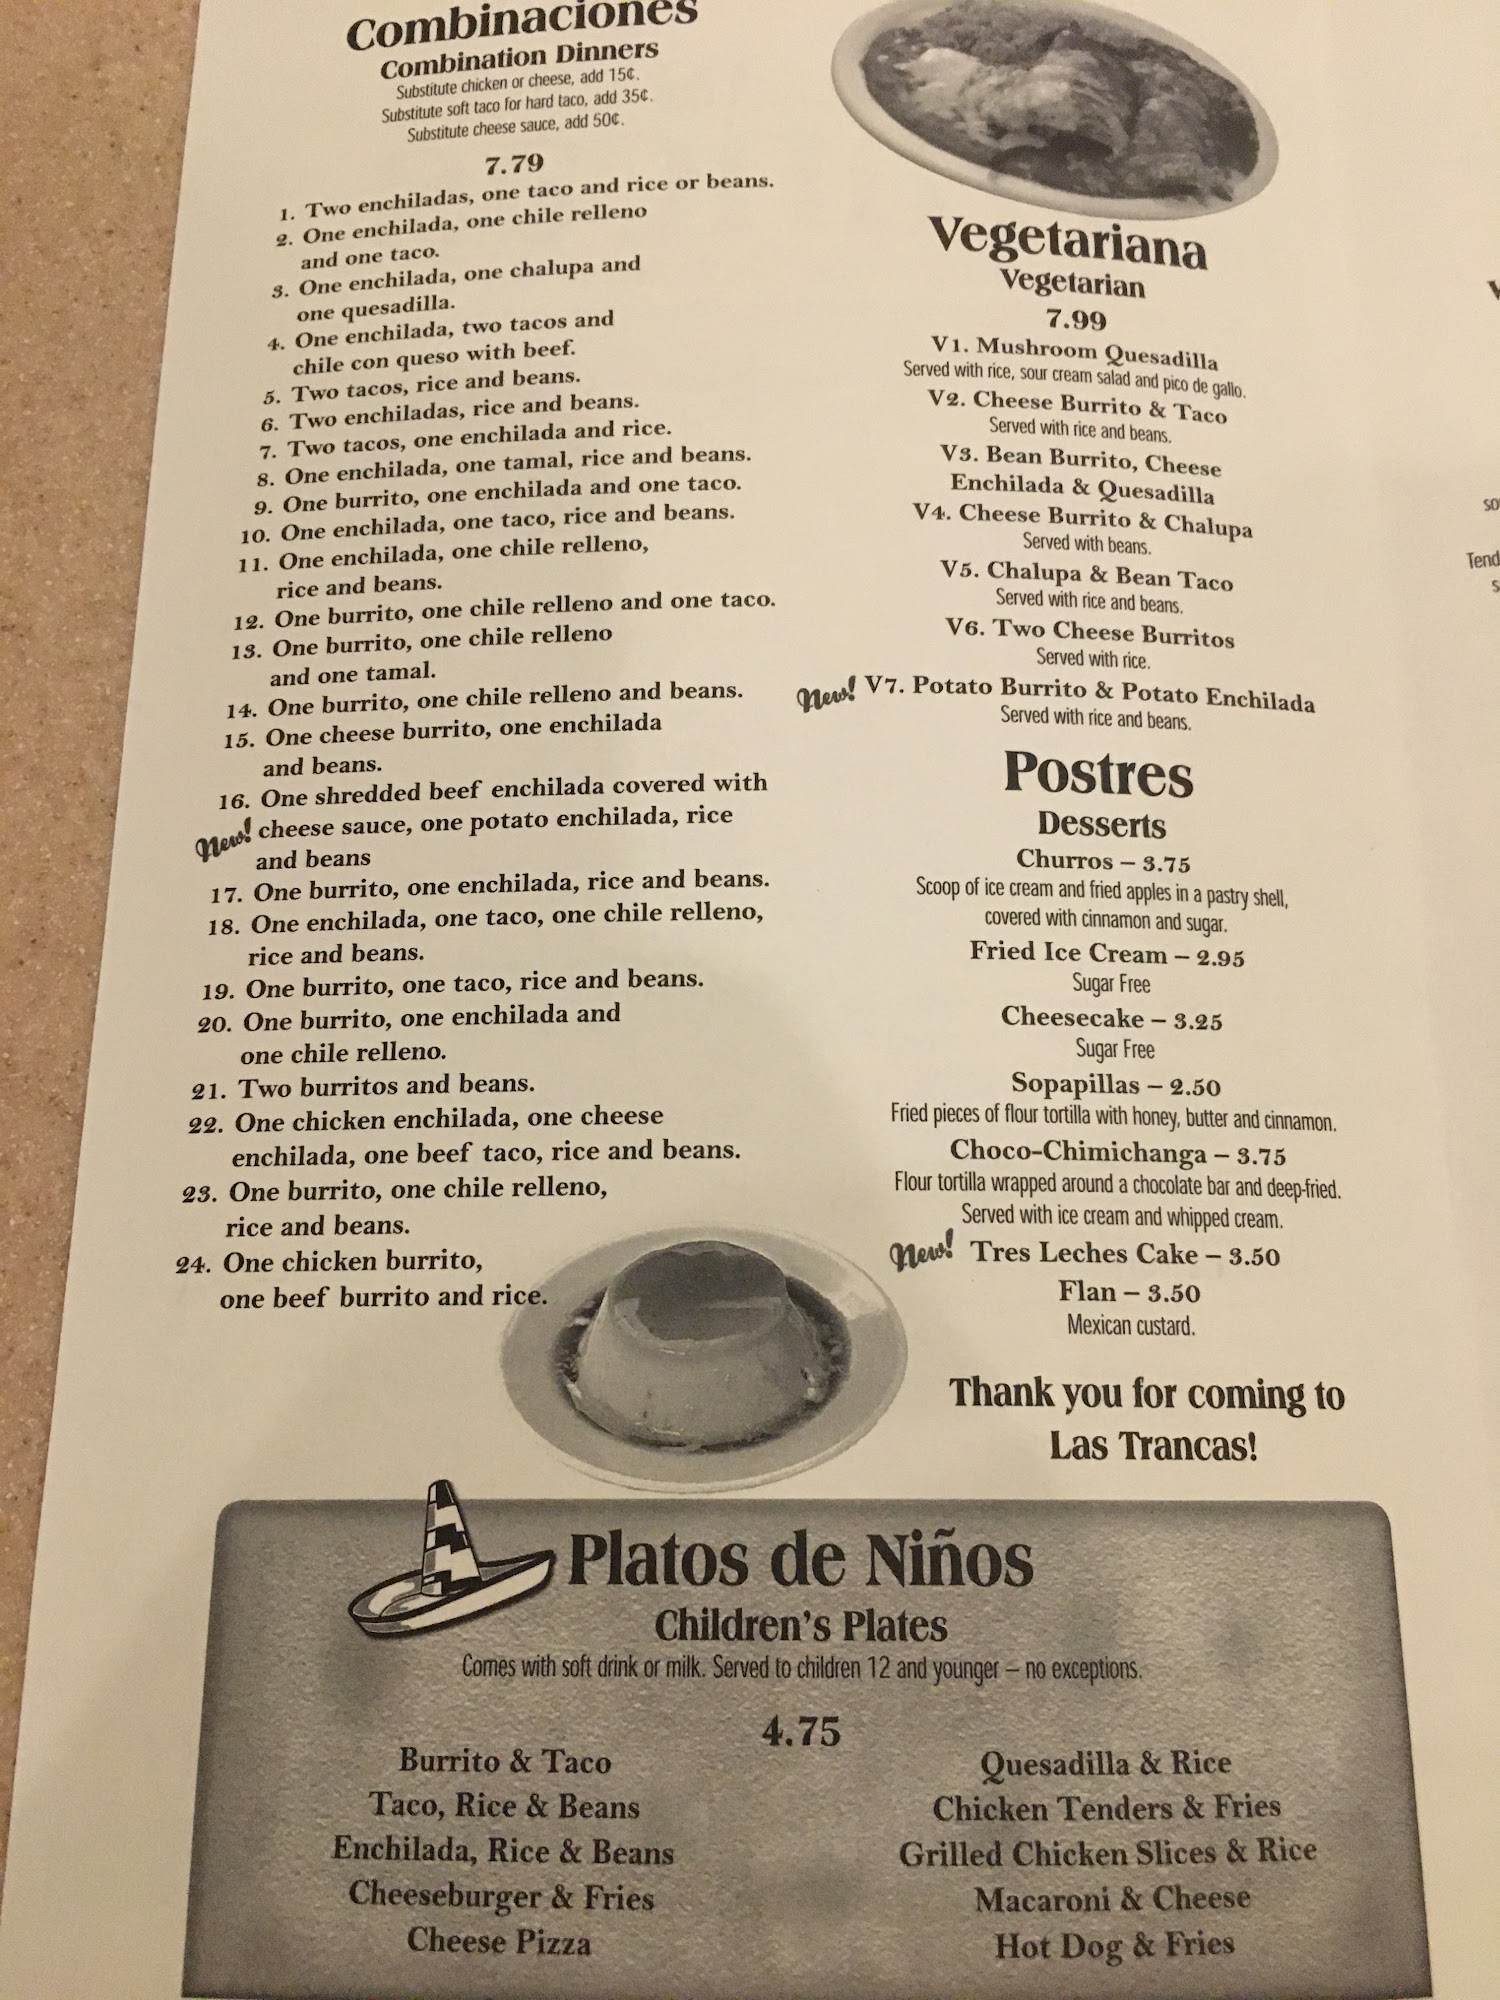 Combinaciones
Combination Dinners
Substitute chicken or cheese, add 15¢.
Substitute soft taco for hard taco, add 35¢.
Substitute cheese sauce, add 50¢.
7.79
1. Two enchiladas, one taco and rice or beans.
2. One enchilada, one chile relleno
and one taco.
3. One enchilada, one chalupa and
one quesadilla.
4. One enchilada, two tacos and
chile con queso with beef.
5. Two tacos, rice and beans.
6. Two enchiladas, rice and beans.
7. Two tacos, one enchilada and rice.
8. One enchilada, one tamal, rice and beans.
9. One burrito, one enchilada and one taco.
10. One enchilada, one taco, rice and beans.
11. One enchilada, one chile relleno,
rice and beans.
12. One burrito, one chile relleno and one taco.
13. One burrito, one chile relleno
and one tamal.
14. One burrito, one chile relleno and beans.
15. One cheese burrito, one enchilada
and beans.
16. One shredded beef enchilada covered with
New! cheese sauce, one potato enchilada, rice
and beans
17. One burrito, one enchilada, rice and beans.
18. One enchilada, one taco, one chile relleno,
rice and beans.
19. One burrito, one taco, rice and beans.
20. One burrito, one enchilada and
one chile relleno.
21. Two burritos and beans.
22. One chicken enchilada, one cheese
enchilada, one beef taco, rice and beans.
23. One burrito, one chile relleno,
rice and beans.
24. One chicken burrito,
one beef burrito and rice.
Vegetariana
Vegetarian
7.99
V1. Mushroom Quesadilla
Served with rice, sour cream salad and pico de gallo.
V2. Cheese Burrito & Taco
Served with rice and beans.
V3. Bean Burrito, Cheese
Enchilada & Quesadilla
V4. Cheese Burrito & Chalupa
Served with beans.
V5. Chalupa & Bean Taco
Served with rice and beans.
V6. Two Cheese Burritos
Served with rice.
New! V7. Potato Burrito & Potato Enchilada
Served with rice and beans.
Postres
Desserts
Churros – 3.75
Scoop of ice cream and fried apples in a pastry shell,
covered with cinnamon and sugar.
Fried Ice Cream – 2.95
Sugar Free
Cheesecake – 3.25
Sugar Free
Sopapillas – 2.50
Fried pieces of flour tortilla with honey, butter and cinnamon.
Choco-Chimichanga – 3.75
Flour tortilla wrapped around a chocolate bar and deep-fried.
Served with ice cream and whipped cream.
New! Tres Leches Cake – 3.50
Flan – 3.50
Mexican custard.
Thank you for coming to
Las Trancas!
Platos de Niños
Children's Plates
Comes with soft drink or milk. Served to children 12 and younger – no exceptions.
4.75
Burrito & Taco
Taco, Rice & Beans
Enchilada, Rice & Beans
Cheeseburger & Fries
Cheese Pizza
Quesadilla & Rice
Chicken Tenders & Fries
Grilled Chicken Slices & Rice
Macaroni & Cheese
Hot Dog & Fries